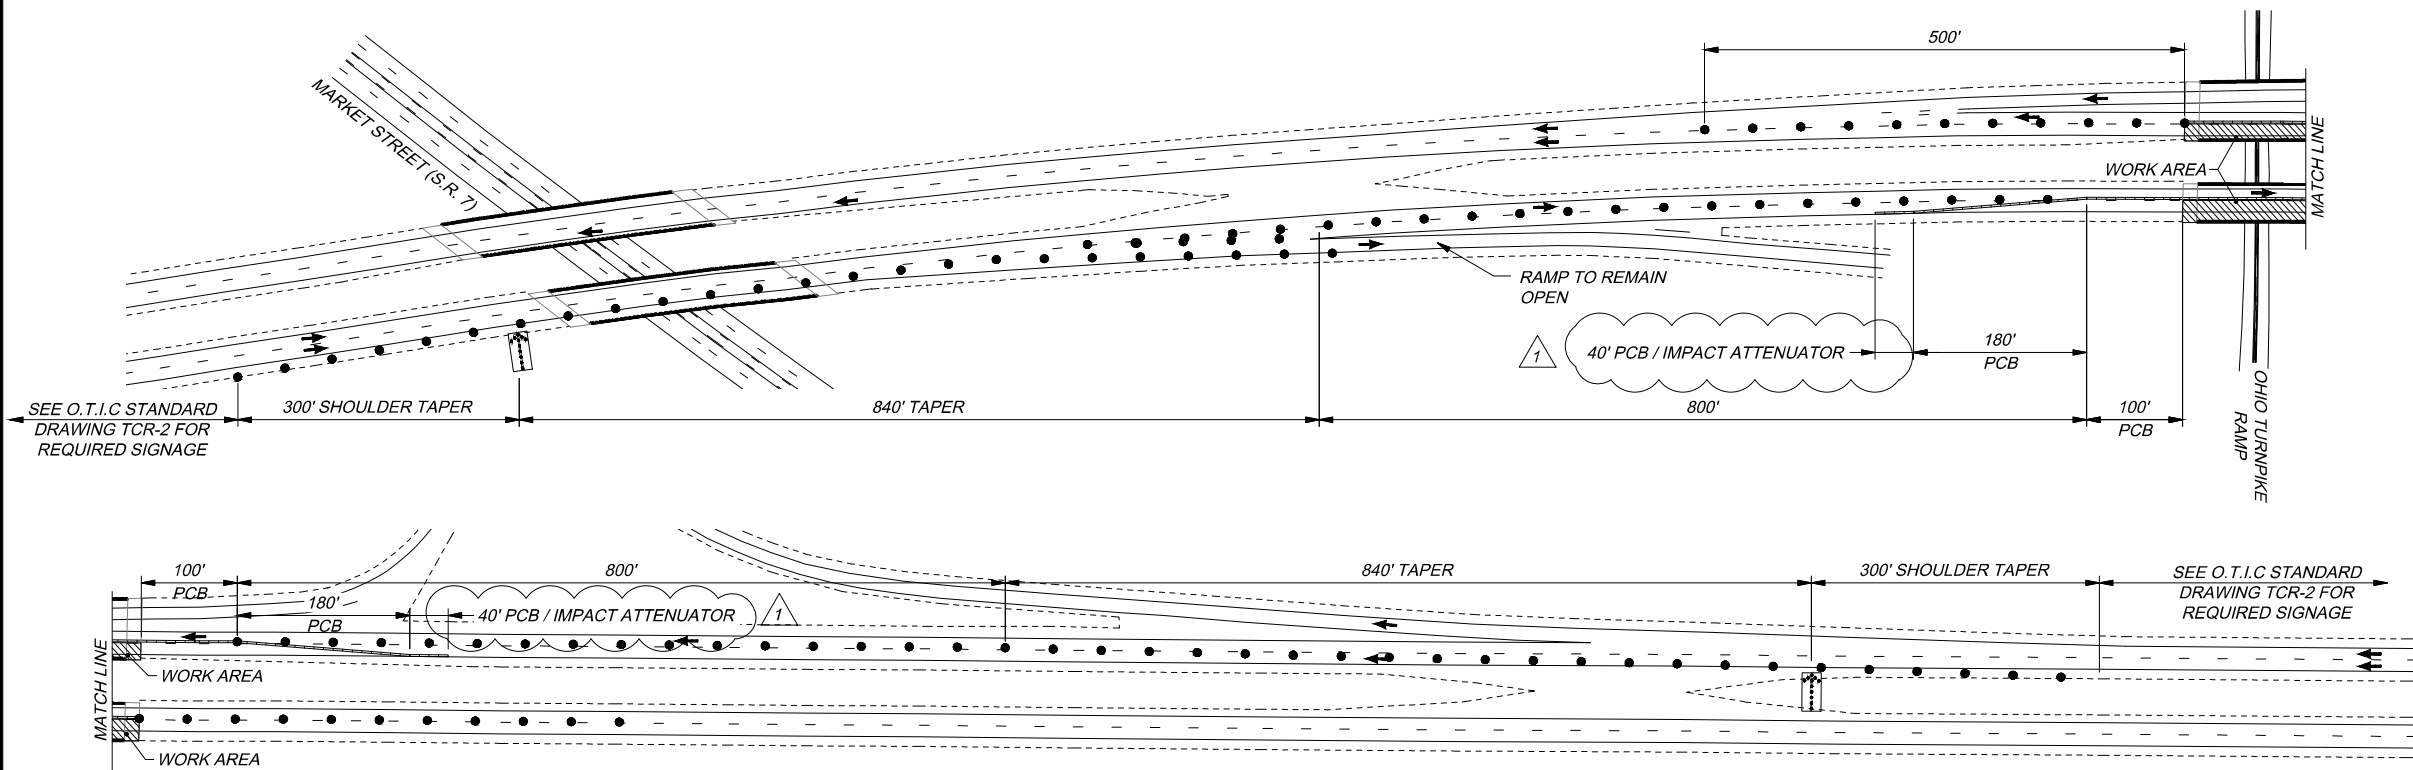 500'
MARKET STREET (S.R. 7)
WORK AREA
MATCH LINE
RAMP TO REMAIN
OPEN
1
40' PCB / IMPACT ATTENUATOR
180'
PCB
SEE O.T.I.C STANDARD
DRAWING TCR-2 FOR
REQUIRED SIGNAGE
300' SHOULDER TAPER
840' TAPER
800'
100'
PCB
OHIO TURNPIKE
RAMP
100'
PCB
800'
180'
PCB
40' PCB / IMPACT ATTENUATOR
1
840' TAPER
300' SHOULDER TAPER
SEE O.T.I.C STANDARD
DRAWING TCR-2 FOR
REQUIRED SIGNAGE
MATCH LINE
WORK AREA
WORK AREA